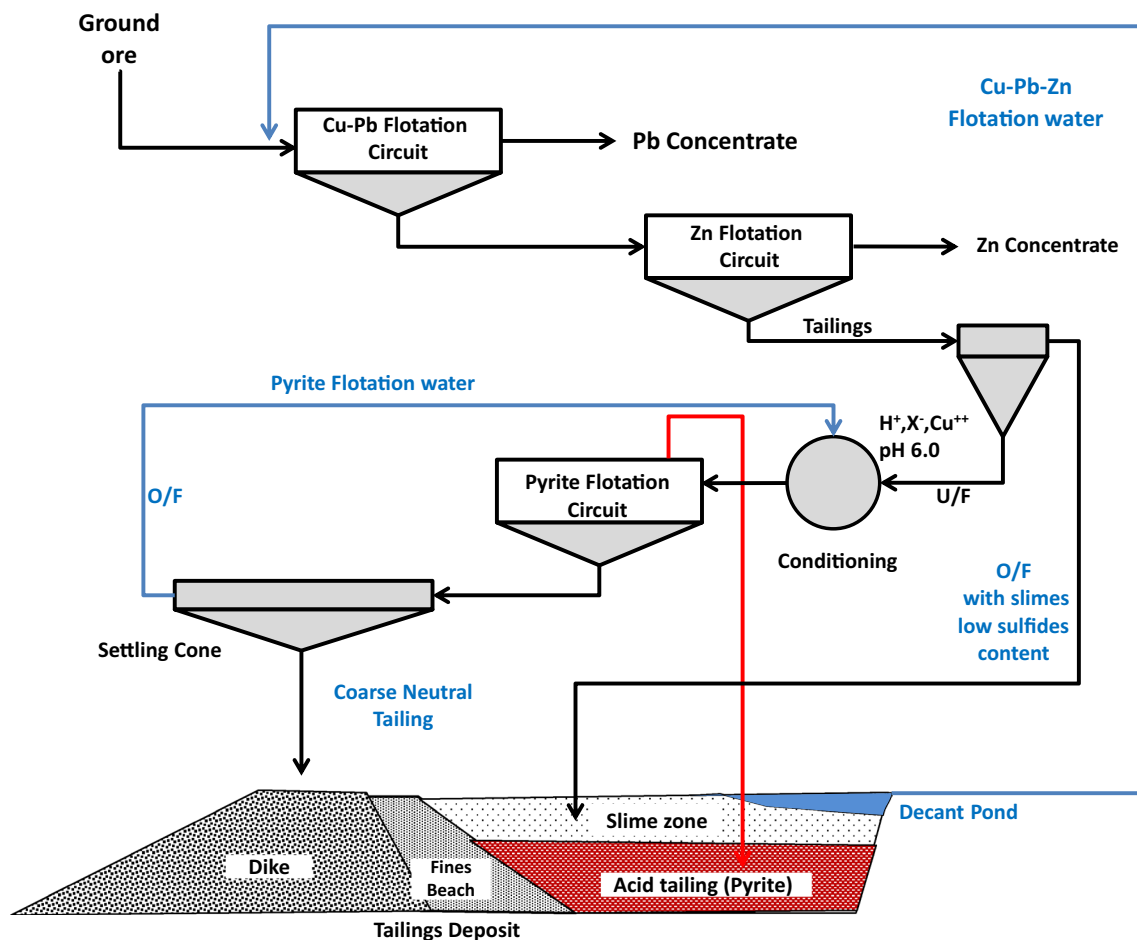 Ground
ore
Cu-Pb-Zn
Flotation water
Cu-Pb Flotation
Circuit
Pb Concentrate
Zn Flotation
Circuit
Zn Concentrate
Tailings
Pyrite Flotation water
H⁺,X⁻,Cu⁺⁺
pH 6.0
Pyrite Flotation
Circuit
O/F
U/F
Conditioning
O/F
with slimes
low sulfides
content
Settling Cone
Coarse Neutral
Tailing
Decant Pond
Slime zone
Dike
Fines
Beach
Acid tailing (Pyrite)
Tailings Deposit